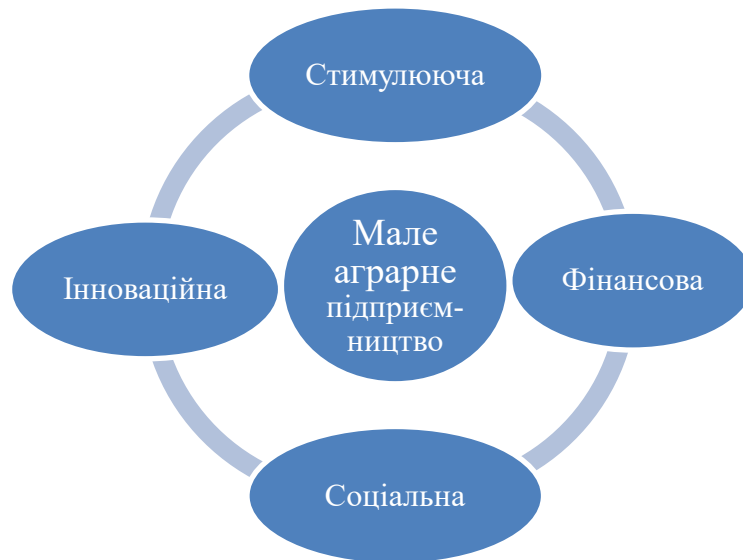 Стимулююча
Мале
аграрне
підприєм-
ництво
Інноваційна
Фінансова
Соціальна